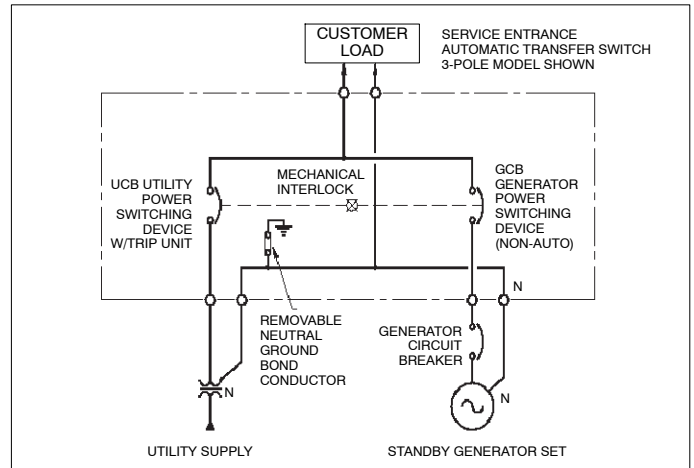 CUSTOMER
LOAD
SERVICE ENTRANCE
AUTOMATIC TRANSFER SWITCH
3-POLE MODEL SHOWN
UCB UTILITY
POWER
SWITCHING
DEVICE
W/TRIP UNIT
MECHANICAL
INTERLOCK
GCB
GENERATOR
POWER
SWITCHING
DEVICE
(NON-AUTO)
N
REMOVABLE
NEUTRAL
GROUND
BOND
CONDUCTOR
GENERATOR
CIRCUIT
BREAKER
N
N
UTILITY SUPPLY
STANDBY GENERATOR SET